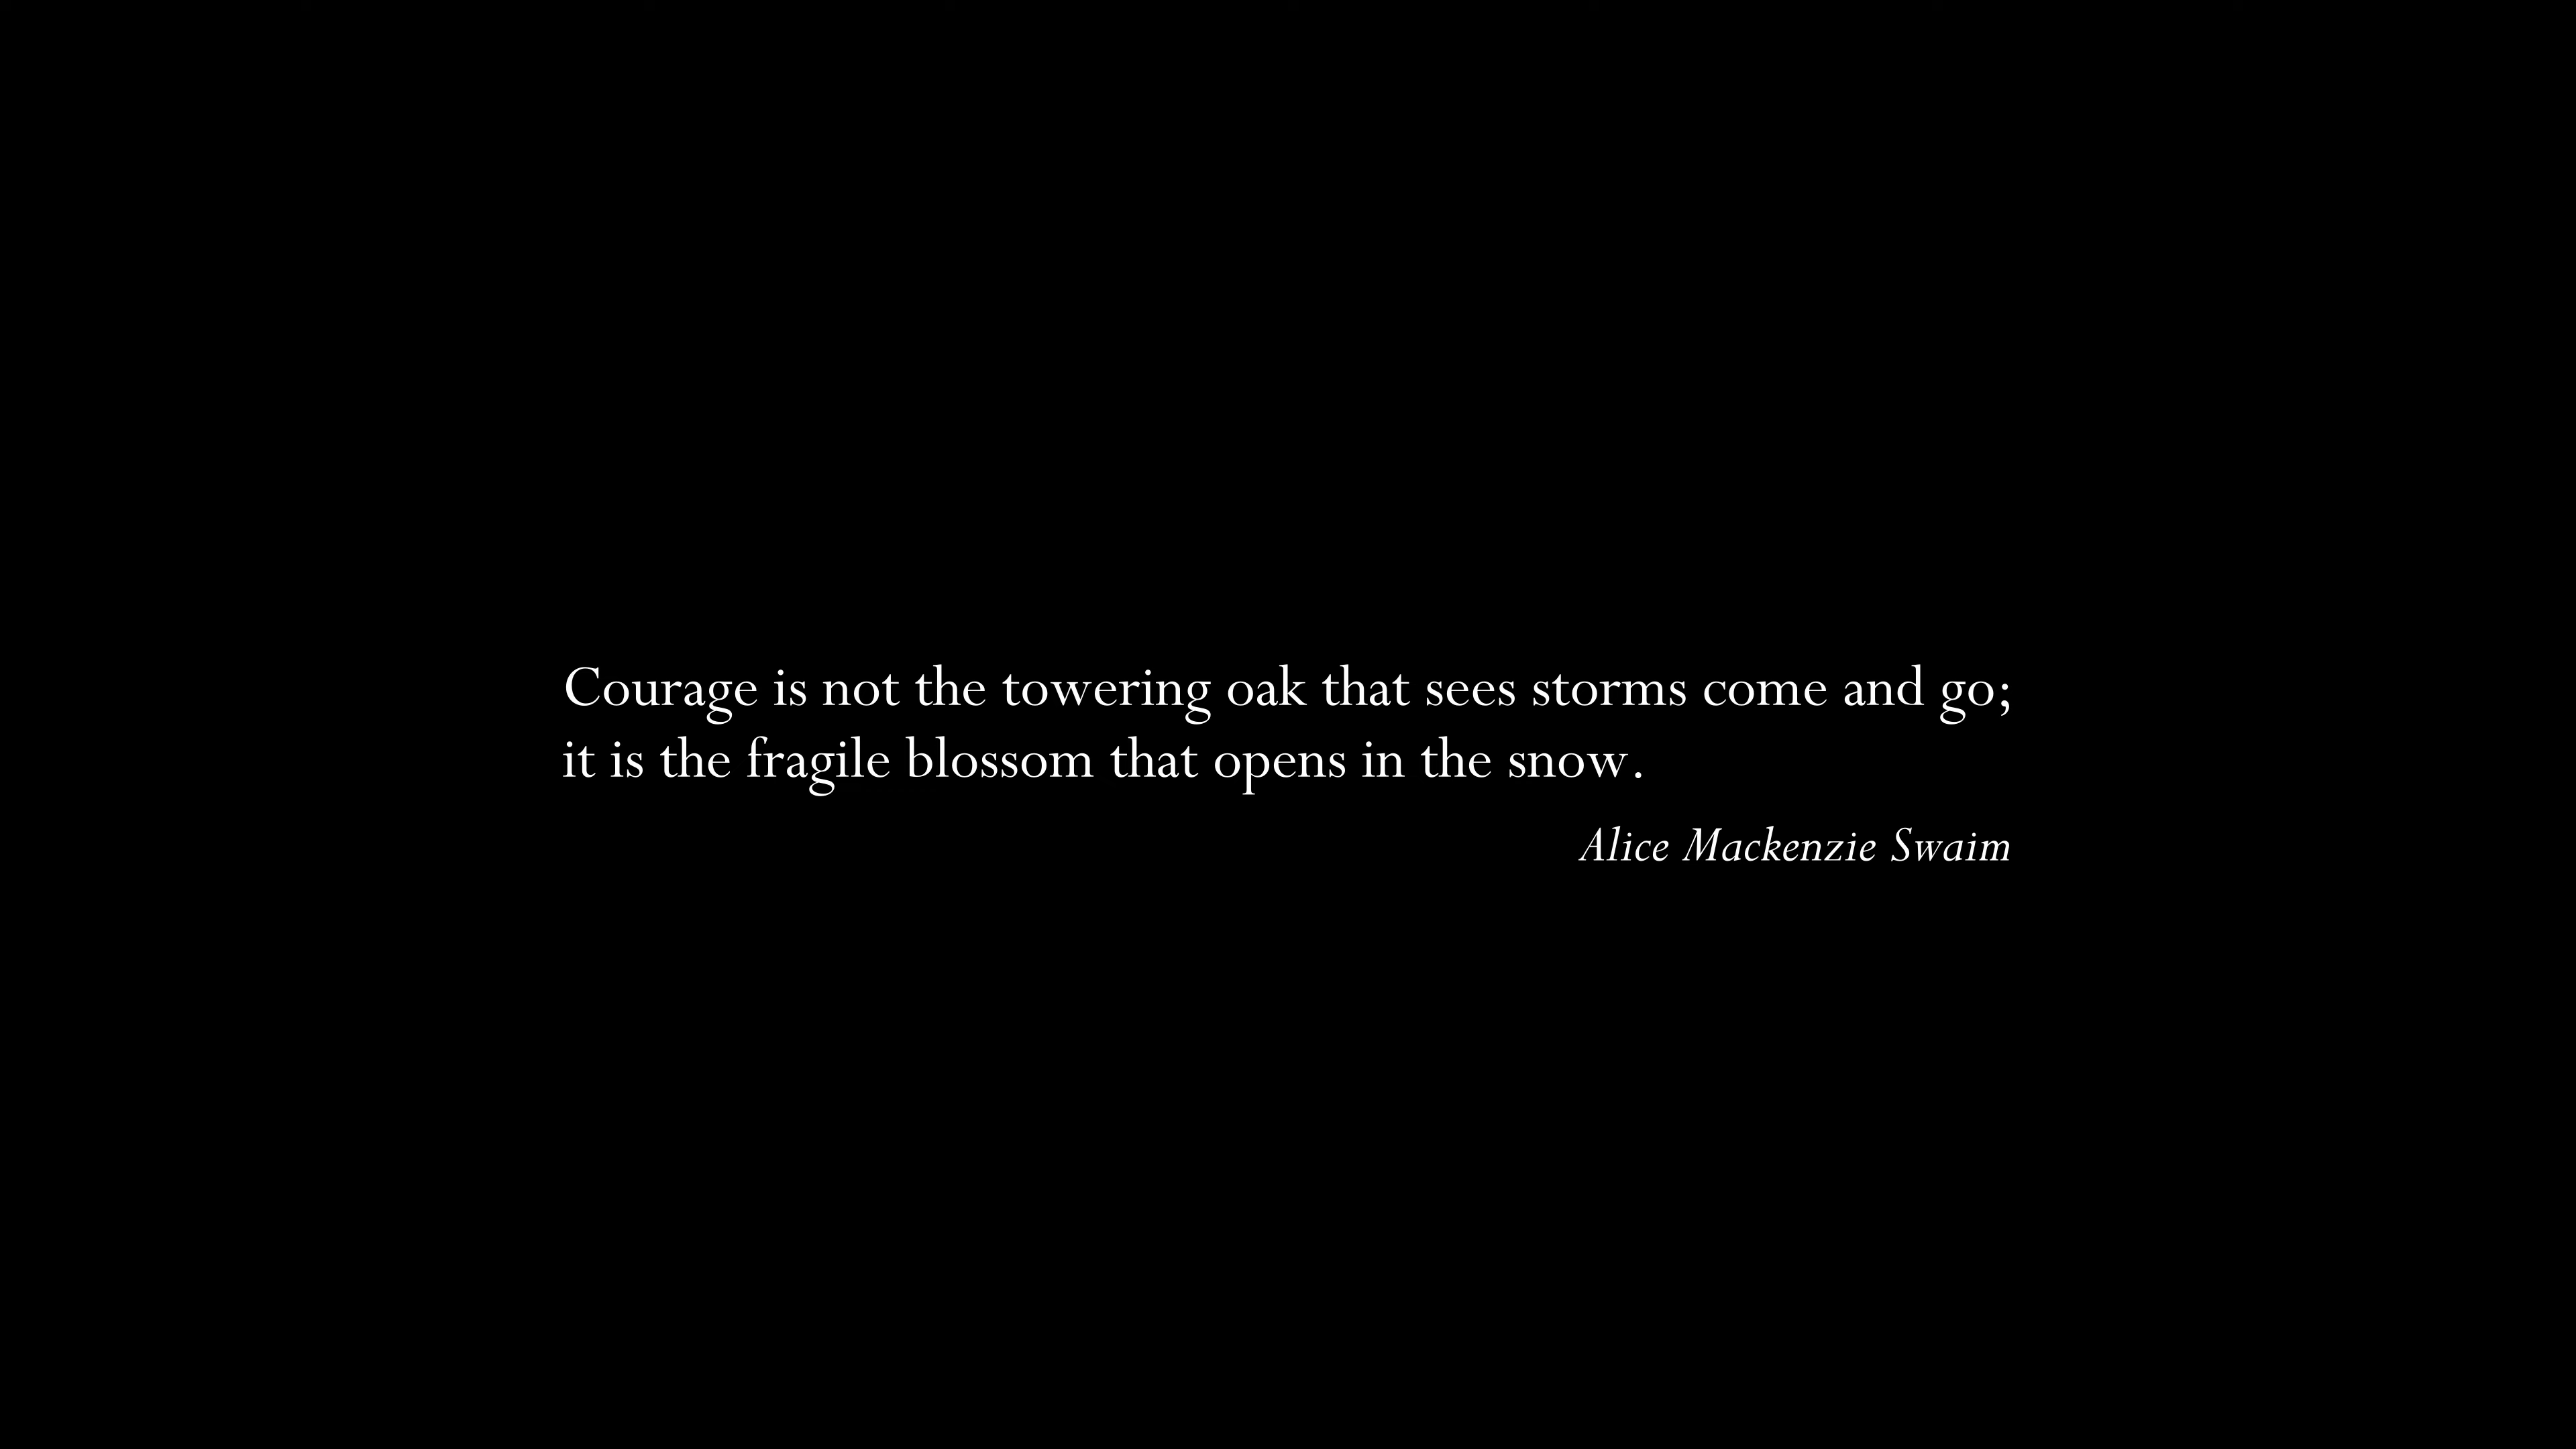 Courage is not the towering oak that sees storms come and go;
it is the fragile blossom that opens in the snow.
Alice Mackenzie Swaim